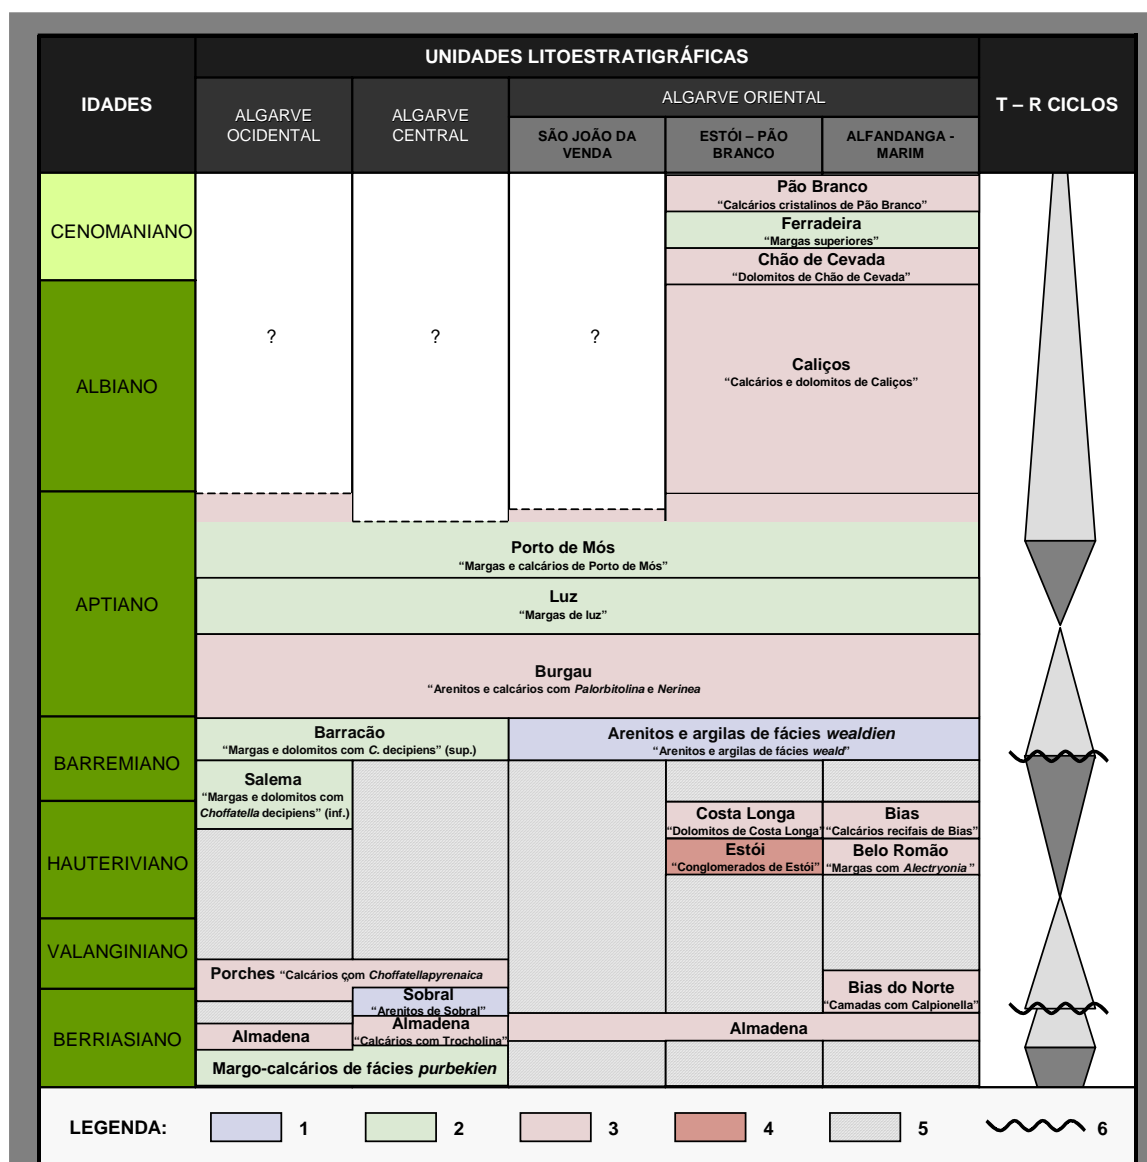 UNIDADES LITOESTRATIGRÁFICAS
IDADES
ALGARVE
OCIDENTAL
ALGARVE
CENTRAL
ALGARVE ORIENTAL
T – R CICLOS
SÃO JOÃO DA
VENDA
ESTÓI – PÃO
BRANCO
ALFANDANGA -
MARIM
CENOMANIANO
Pão Branco
“Calcários cristalinos de Pão Branco”
Ferradeira
“Margas superiores”
Chão de Cevada
“Dolomitos de Chão de Cevada”
ALBIANO
?
?
?
Caliços
“Calcários e dolomitos de Caliços”
APTIANO
Porto de Mós
“Margas e calcários de Porto de Mós”
Luz
“Margas de luz”
Burgau
“Arenitos e calcários com Palorbitolina e Nerinea
BARREMIANO
Barracão
“Margas e dolomitos com C. decipiens” (sup.)
Arenitos e argilas de fácies wealdien
“Arenitos e argilas de fácies weald”
Salema
“Margas e dolomitos com
Choffatella decipiens” (inf.)
HAUTERIVIANO
Costa Longa
“Dolomitos de Costa Longa”
Bias
“Calcários recifais de Bias”
Estói
“Conglomerados de Estói”
Belo Romão
“Margas com Alectryonia”
VALANGINIANO
Porches “Calcários com Choffatellapyrenaica
Bias do Norte
“Camadas com Calpionella”
BERRIASIANO
Sobral
“Arenitos de Sobral”
Almadena
Almadena
“Calcários com Trocholina”
Almadena
Margo-calcários de fácies purbekien
LEGENDA:
1
2
3
4
5
6